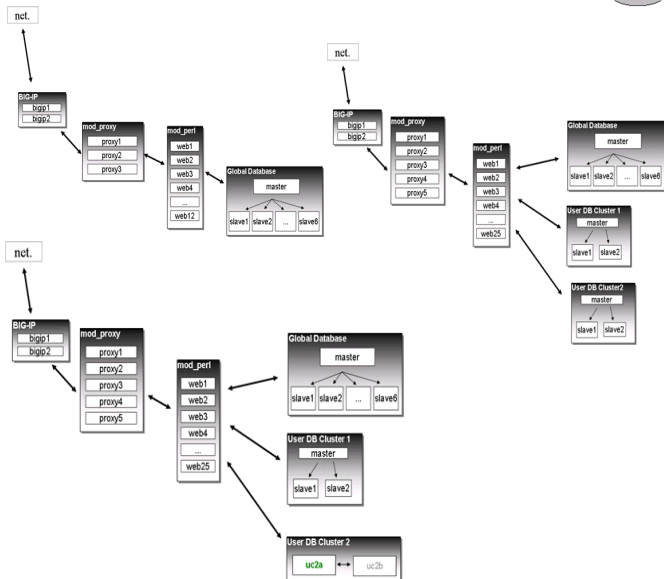 net.
BIG-IP
bigip1
bigip2
mod_proxy
proxy1
proxy2
proxy3
mod_perl
web1
web2
web3
web4
...
web12
Global Database
master
slave1 slave2 ... slave6
net.
BIG-IP
bigip1
bigip2
mod_proxy
proxy1
proxy2
proxy3
proxy4
proxy5
mod_perl
web1
web2
web3
web4
...
web25
Global Database
master
slave1 slave2 ... slave6
User DB Cluster 1
master
slave1 slave2
User DB Cluster2
master
slave1 slave2
net.
BIG-IP
bigip1
bigip2
mod_proxy
proxy1
proxy2
proxy3
proxy4
proxy5
mod_perl
web1
web2
web3
web4
...
web25
Global Database
master
slave1 slave2 ... slave6
User DB Cluster 1
master
slave1 slave2
User DB Cluster 2
uc2a uc2b